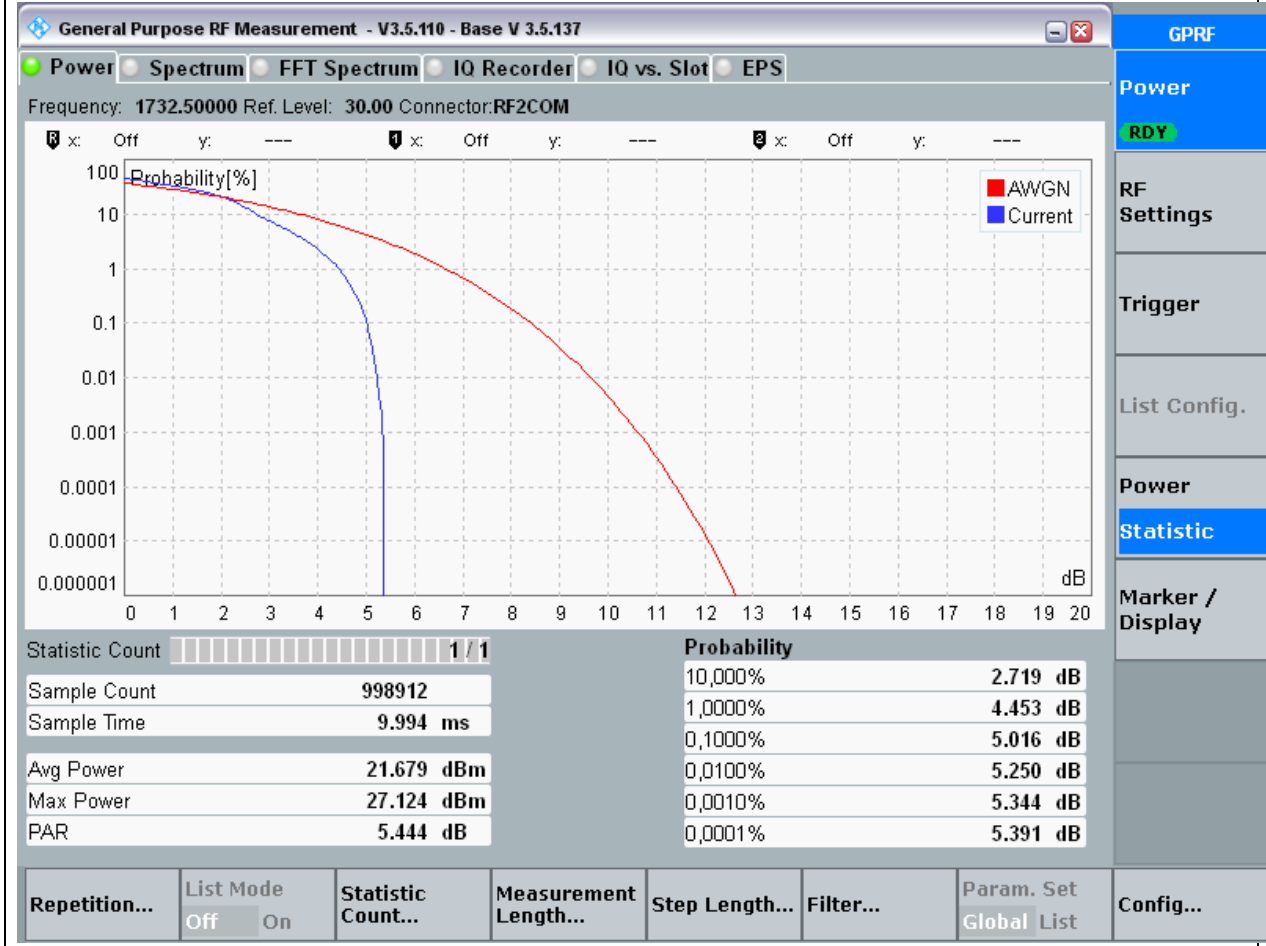 General Purpose RF Measurement - V3.5.110 - Base V 3.5.137
GPRF
Power Spectrum FFT Spectrum IQ Recorder IQ vs. Slot EPS
Frequency: 1732.50000 Ref. Level: 30.00 Connector:RF2COM
R x: Off y: --- 1 x: Off y: --- 2 x: Off y: ---
Probability[%]
AWGN
Current
100
10
1
0.1
0.01
0.001
0.0001
0.00001
0.000001
dB
0 1 2 3 4 5 6 7 8 9 10 11 12 13 14 15 16 17 18 19 20
Statistic Count 1 / 1
Sample Count 998912
Sample Time 9.994 ms
Avg Power 21.679 dBm
Max Power 27.124 dBm
PAR 5.444 dB
Probability
10,000% 2.719 dB
1,0000% 4.453 dB
0,1000% 5.016 dB
0,0100% 5.250 dB
0,0010% 5.344 dB
0,0001% 5.391 dB
Power
RDY
RF
Settings
Trigger
List Config.
Power
Statistic
Marker /
Display
Repetition...
List Mode
Off On
Statistic
Count...
Measurement
Length...
Step Length...
Filter...
Param. Set
Global List
Config...